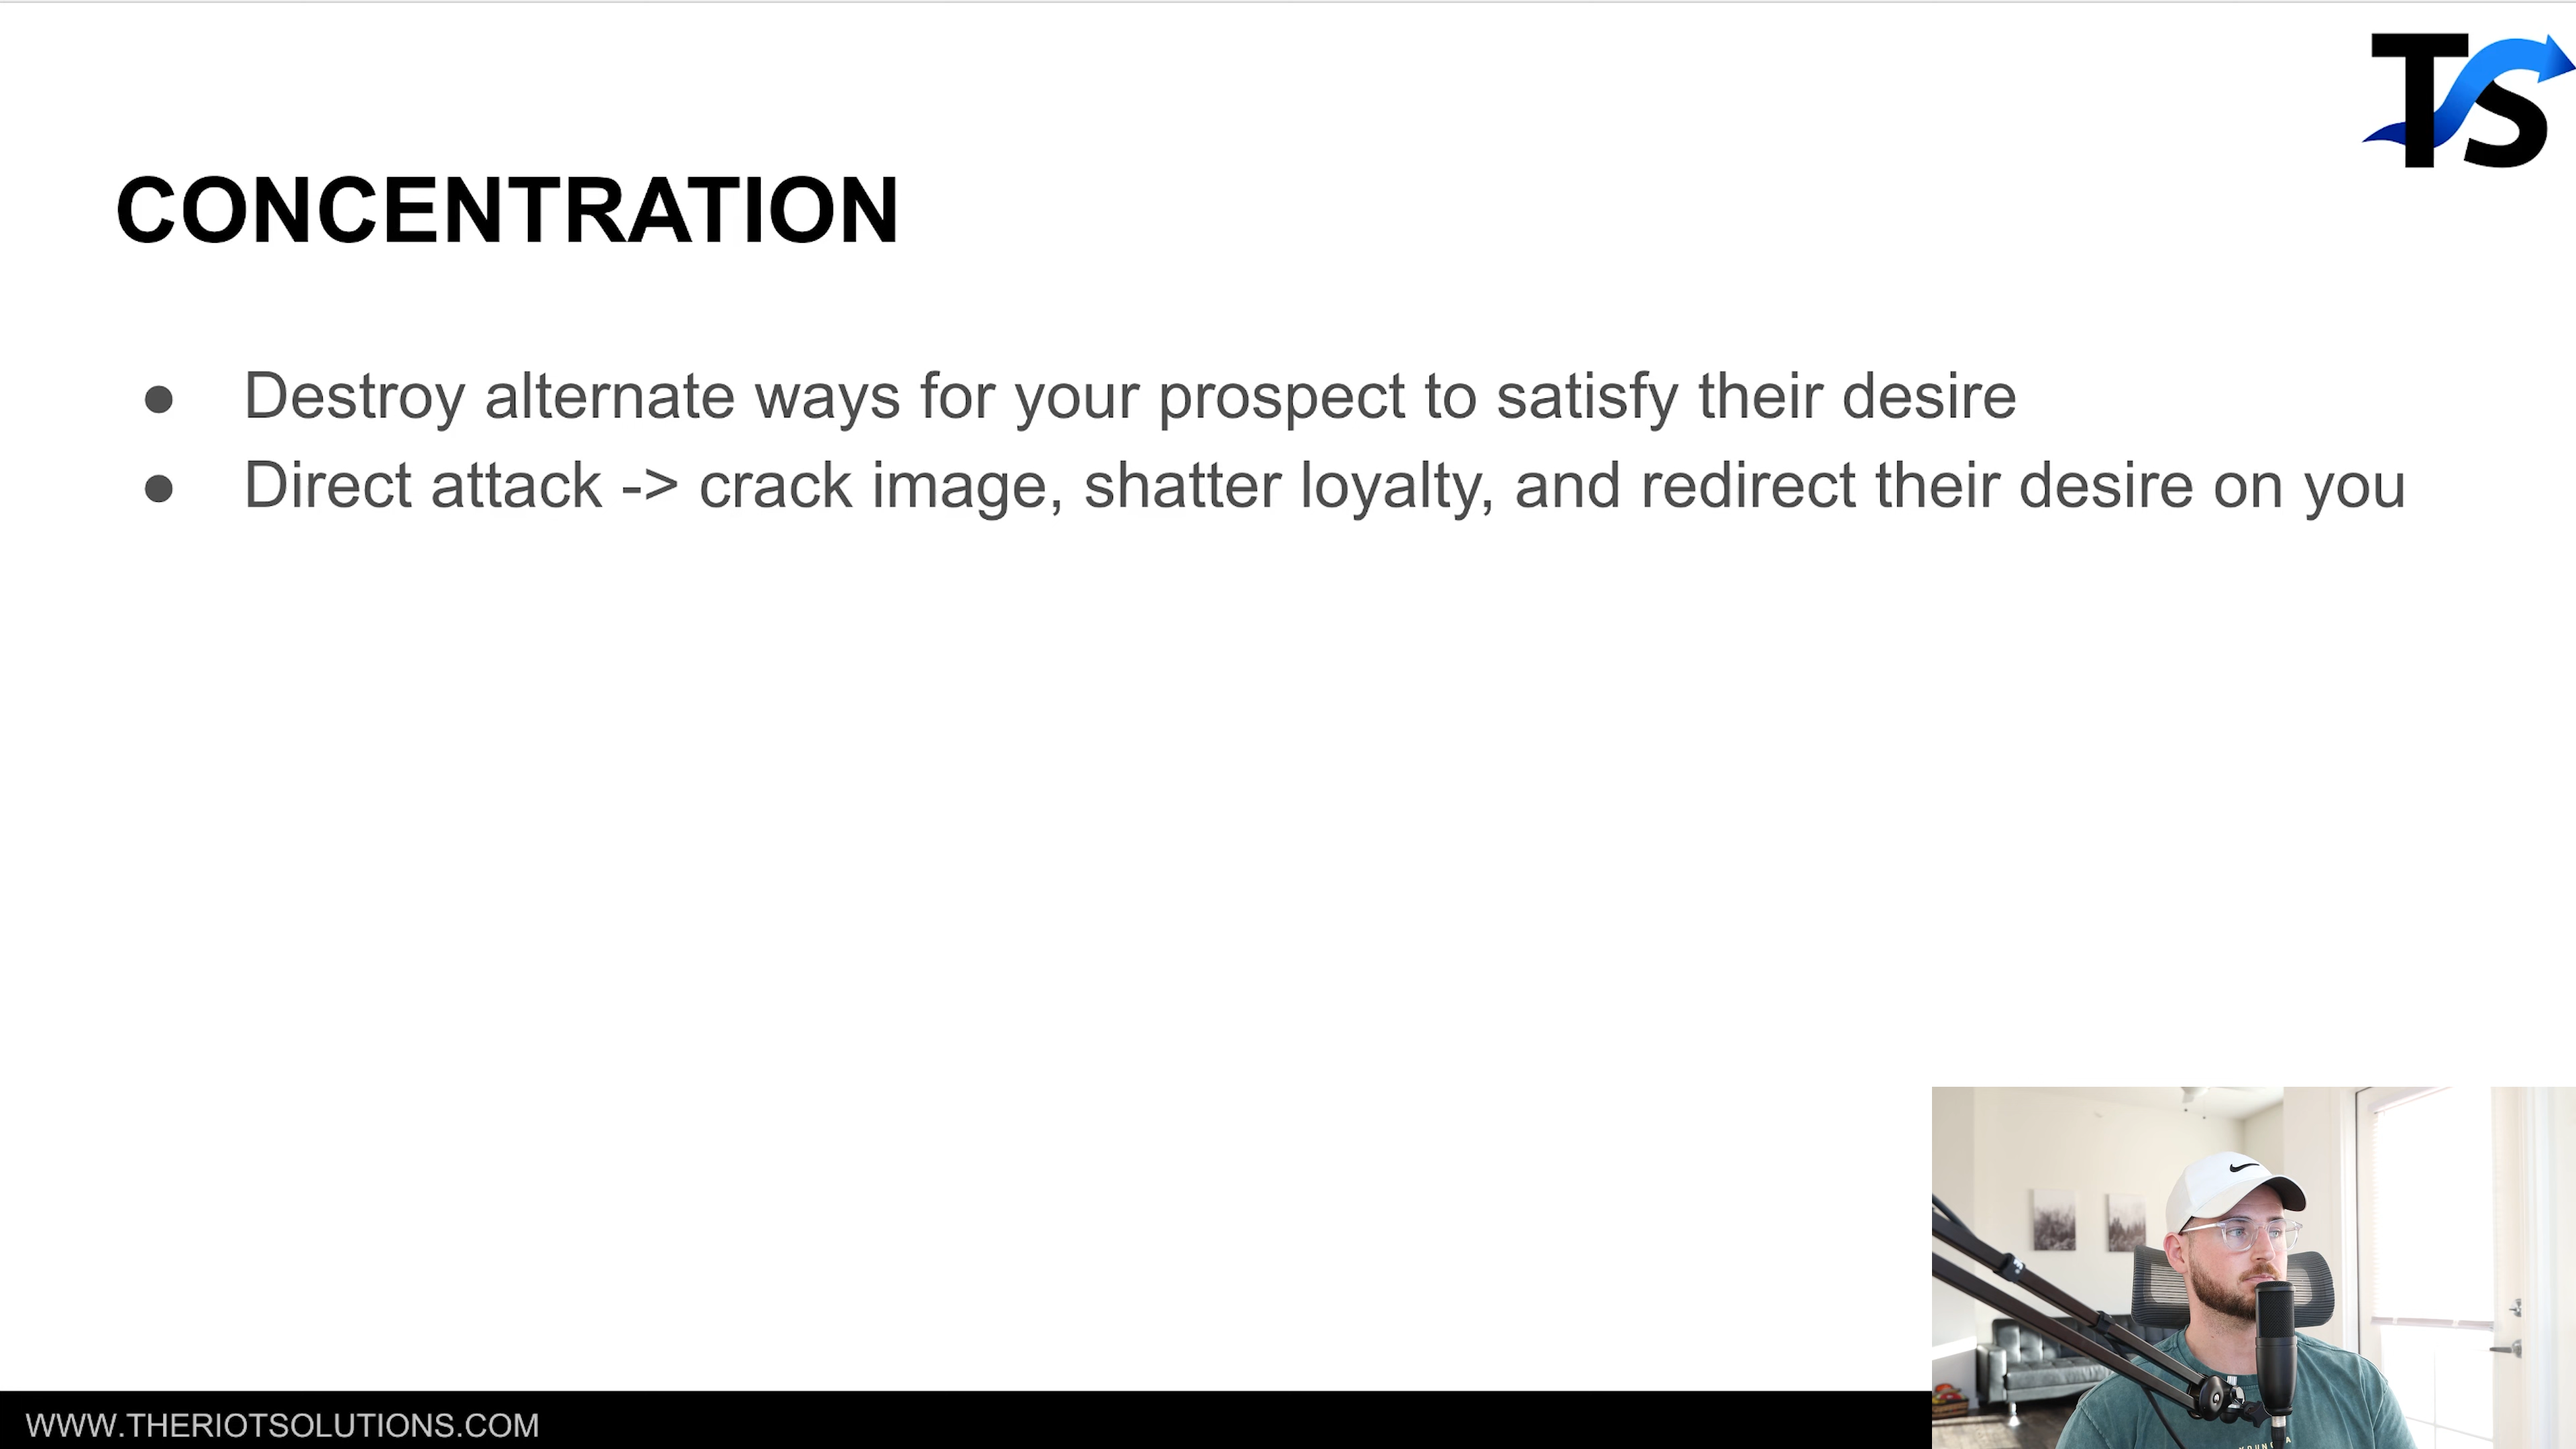 TS
CONCENTRATION
● Destroy alternate ways for your prospect to satisfy their desire
● Direct attack -> crack image, shatter loyalty, and redirect their desire on you
WWW.THERIOTSOLUTIONS.COM